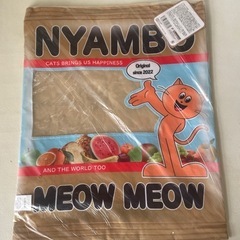 NYAMBO
CATS BRINGS US HAPPINESS
Original
since 2022
AND THE WORLD TOO
MEOW MEOW